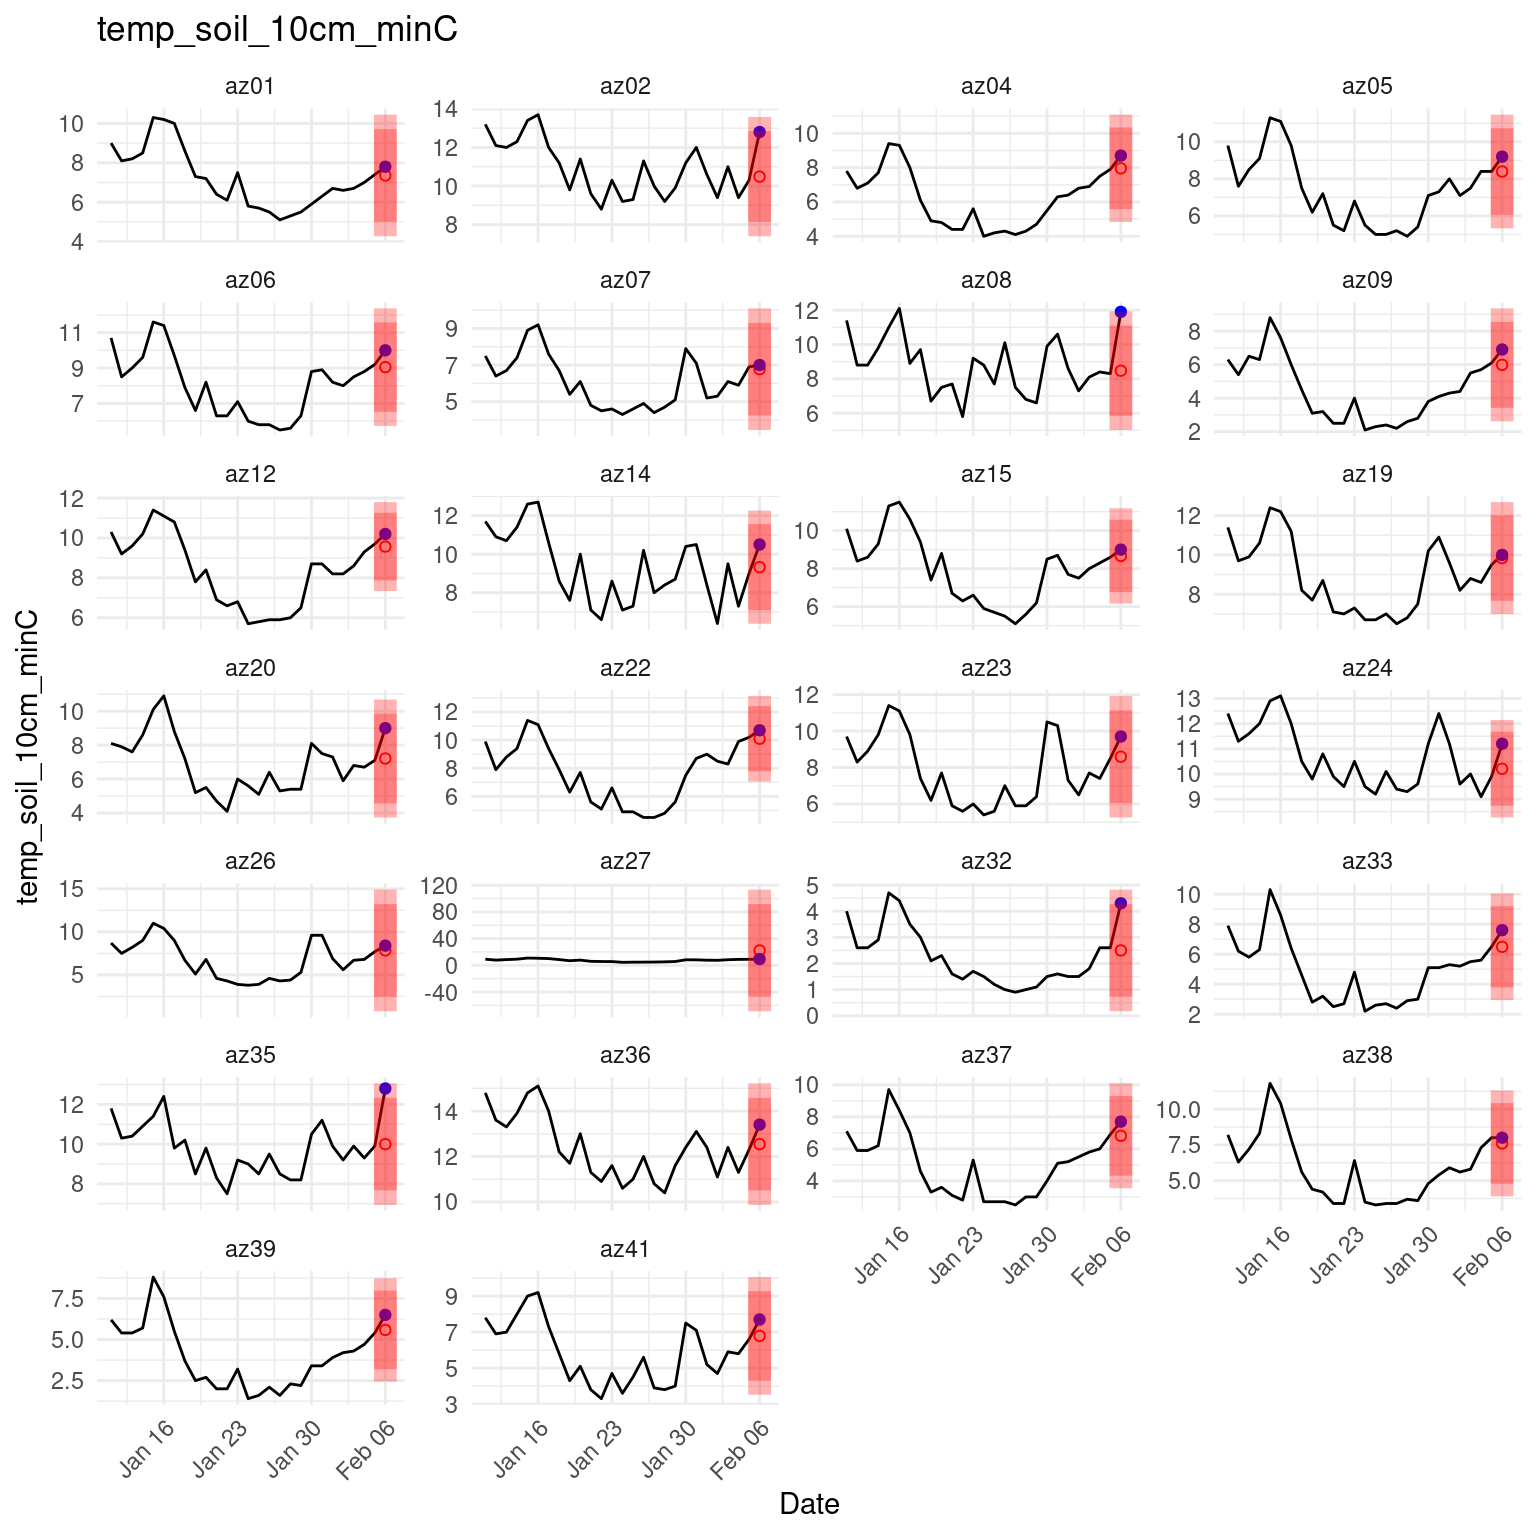 temp_soil_10cm_minC
az01 az02 az04 az05
10 8 6 4
14 12 10 8
10 8 6 4
10 8 6
az06 az07 az08 az09
11 9 7
9 7 5
12 10 8 6
8 6 4 2
az12 az14 az15 az19
12 10 8 6
12 10 8
10 8 6
12 10 8
temp_soil_10cm_minC
az20 az22 az23 az24
10 8 6 4
12 10 8 6
12 10 8 6
13 12 11 10 9
az26 az27 az32 az33
15 10 5
120 80 40 0 -40
5 4 3 2 1 0
10 8 6 4 2
az35 az36 az37 az38
12 10 8
14 12 10
10 8 6 4
10.0 7.5 5.0
Jan 16 Jan 23 Jan 30 Feb 06
Jan 16 Jan 23 Jan 30 Feb 06
az39 az41
7.5 5.0 2.5
9 7 5 3
Jan 16 Jan 23 Jan 30 Feb 06
Jan 16 Jan 23 Jan 30 Feb 06
Date